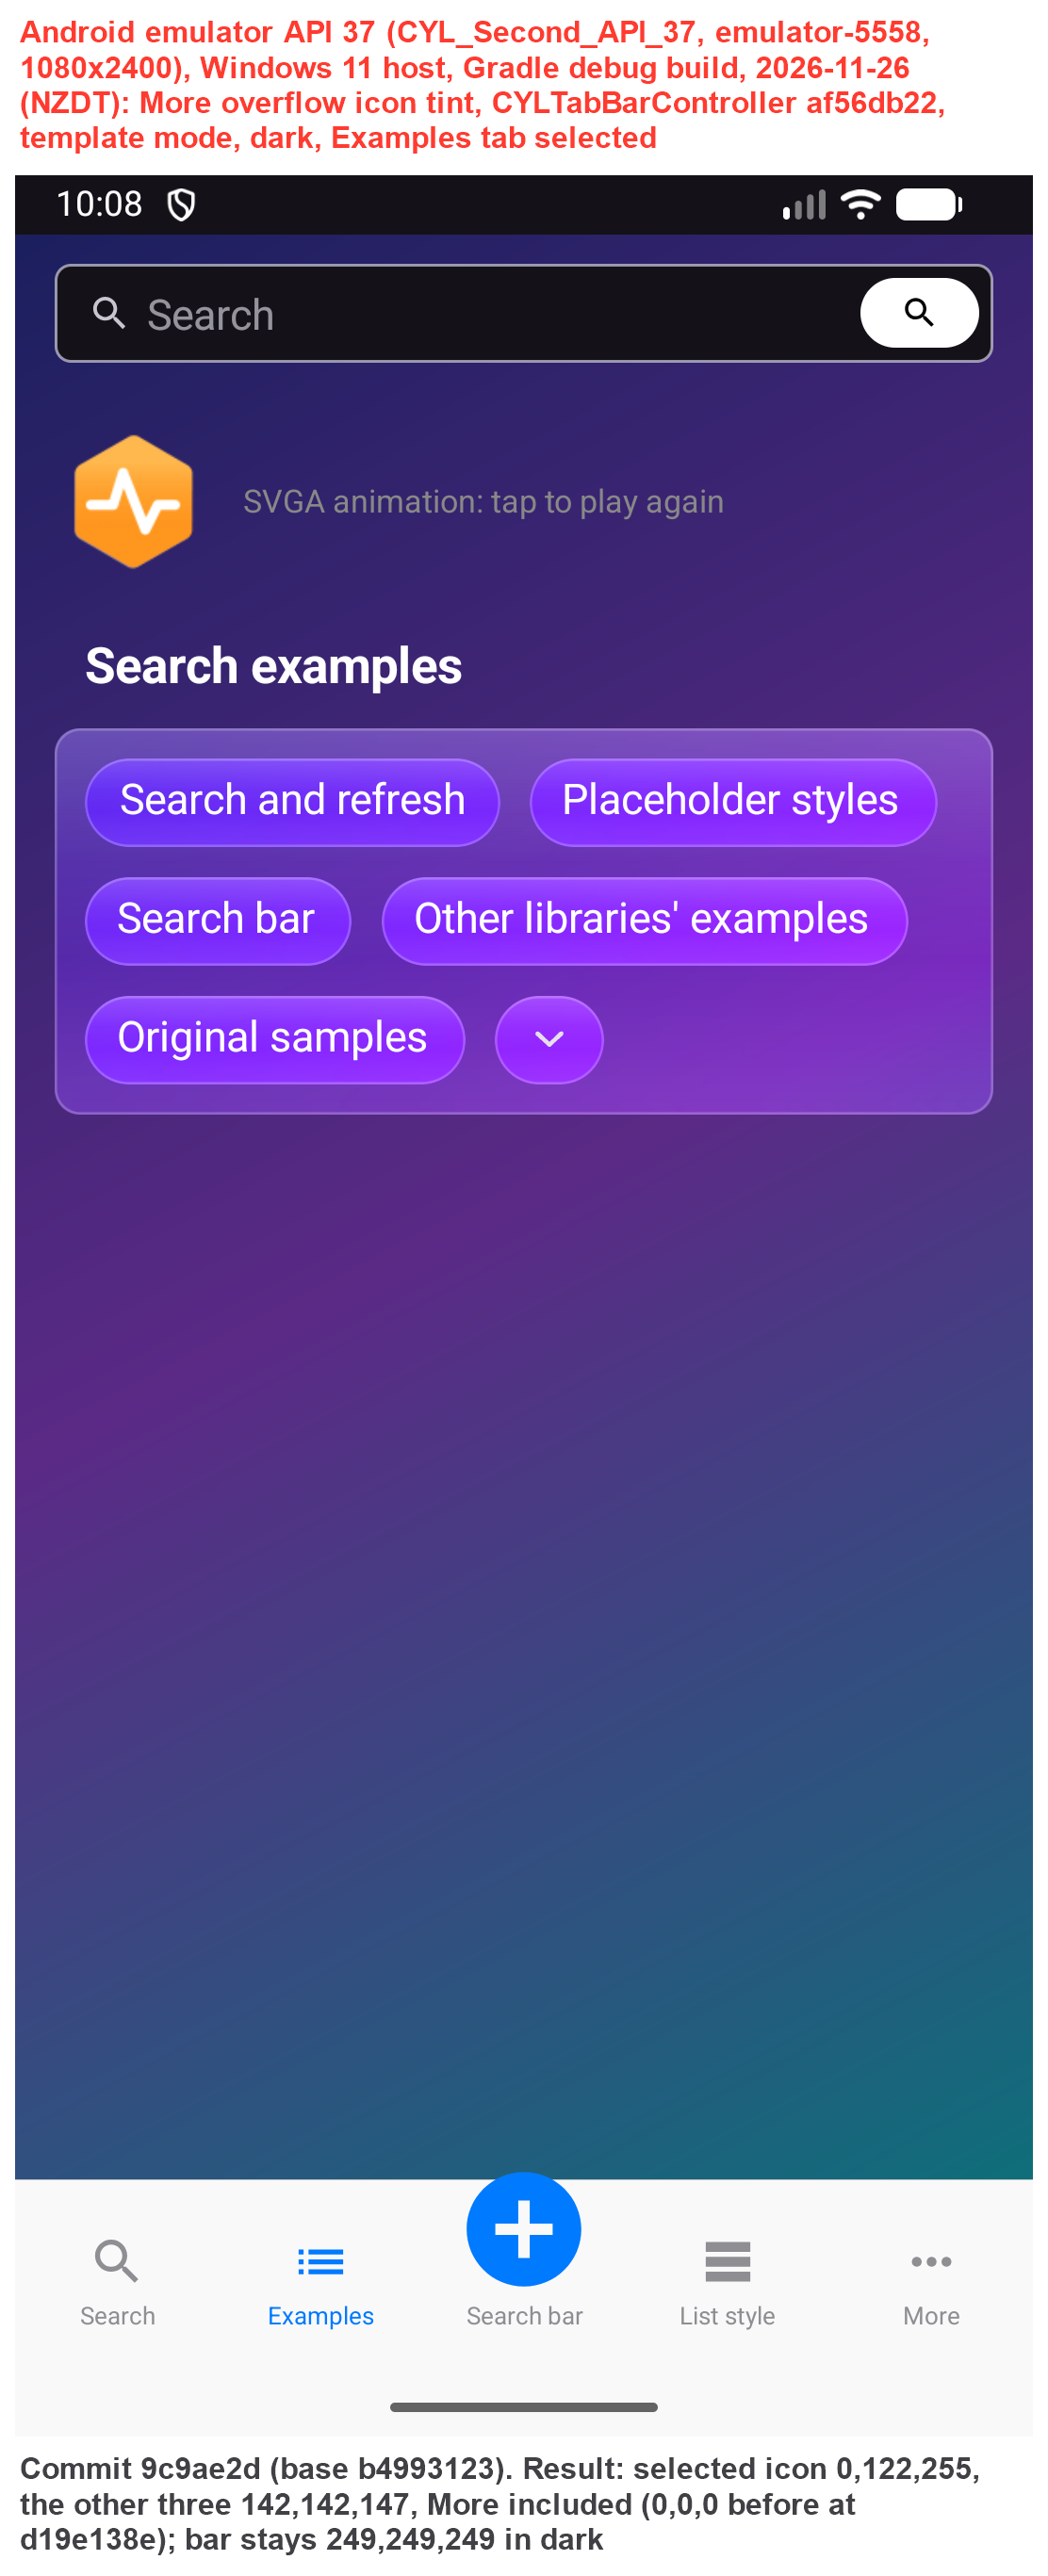 Android emulator API 37 (CYL_Second_API_37, emulator-5558,
1080x2400), Windows 11 host, Gradle debug build, 2026-11-26
(NZDT): More overflow icon tint, CYLTabBarController af56db22,
template mode, dark, Examples tab selected
10:08
Search
SVGA animation: tap to play again
Search examples
Search and refresh Placeholder styles
Search bar Other libraries' examples
Original samples
Search Examples Search bar List style More
Commit 9c9ae2d (base b4993123). Result: selected icon 0,122,255,
the other three 142,142,147, More included (0,0,0 before at
d19e138e); bar stays 249,249,249 in dark